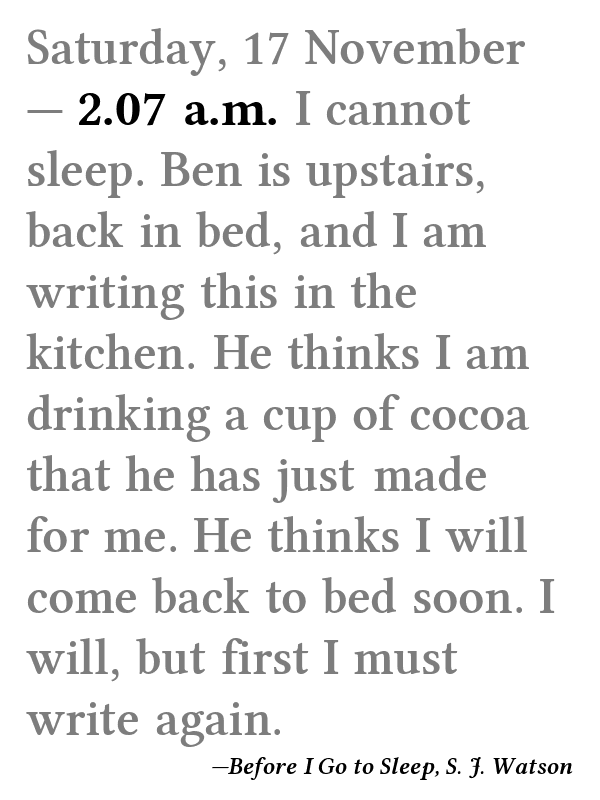 Saturday, 17 November
— 2.07 a.m. I cannot
sleep. Ben is upstairs,
back in bed, and I am
writing this in the
kitchen. He thinks I am
drinking a cup of cocoa
that he has just made
for me. He thinks I will
come back to bed soon. I
will, but first I must
write again.
—Before I Go to Sleep, S. J. Watson